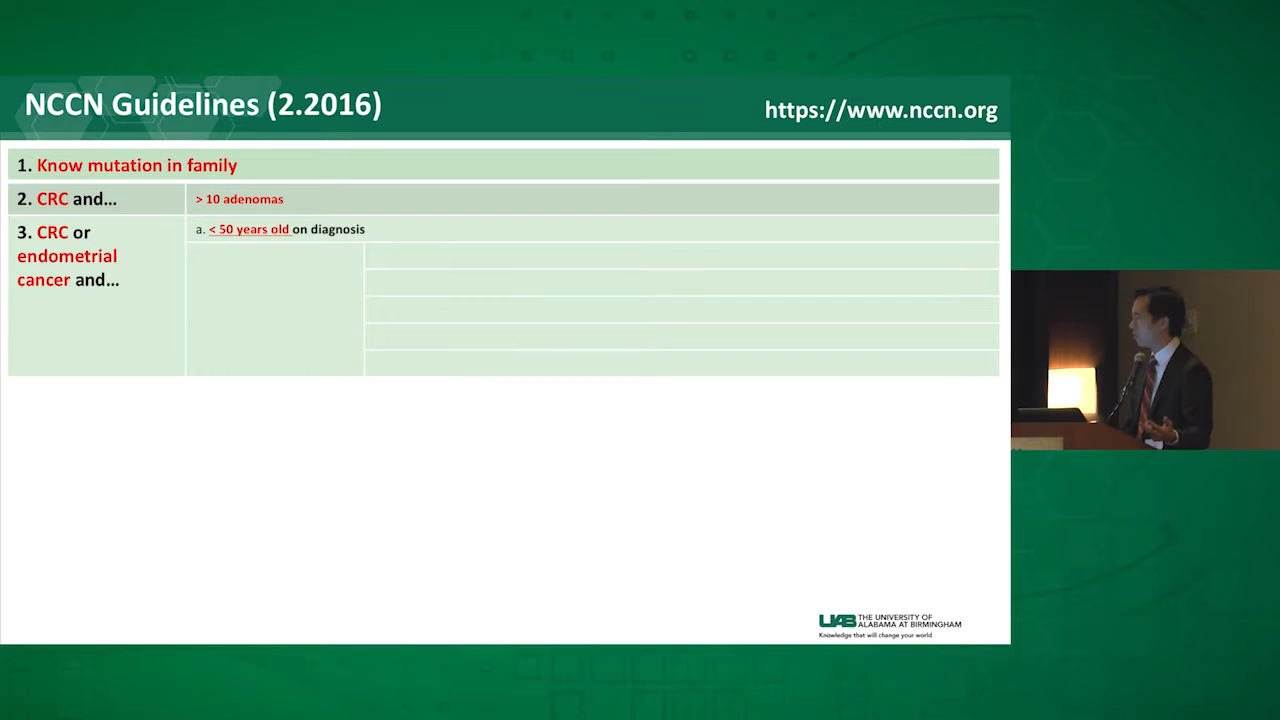 NCCN Guidelines (2.2016)
https://www.nccn.org
1. Know mutation in family
2. CRC and…
> 10 adenomas
3. CRC or
endometrial
cancer and…
a. < 50 years old on diagnosis
UAB THE UNIVERSITY OF
ALABAMA AT BIRMINGHAM
Knowledge that will change your world